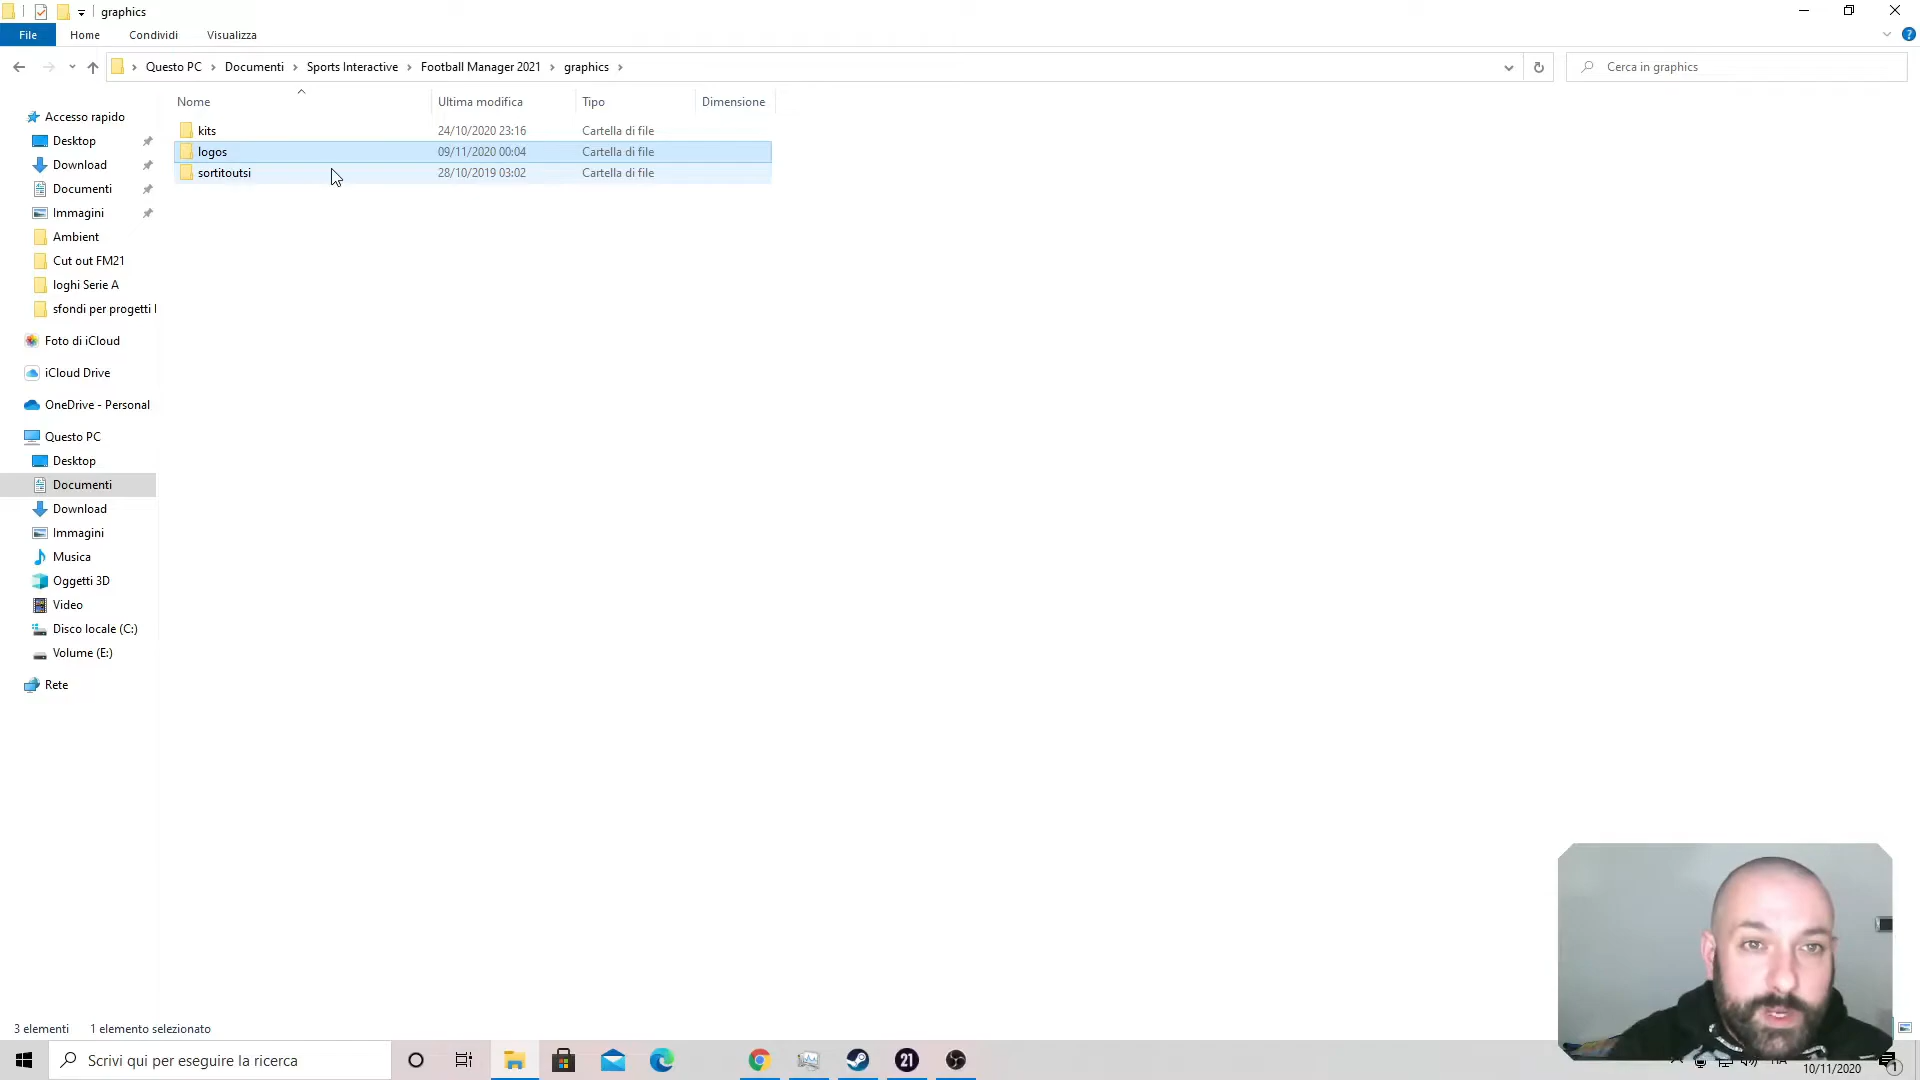 graphics
File Home Condividi Visualizza
Questo PC Documenti Sports Interactive Football Manager 2021 graphics
Cerca in graphics
Nome Ultima modifica Tipo Dimensione
kits 24/10/2020 23:16 Cartella di file
logos 09/11/2020 00:04 Cartella di file
sortitoutsi 28/10/2019 03:02 Cartella di file
Accesso rapido
Desktop
Download
Documenti
Immagini
Ambient
Cut out FM21
loghi Serie A
sfondi per progetti
Foto di iCloud
iCloud Drive
OneDrive - Personal
Questo PC
Desktop
Documenti
Download
Immagini
Musica
Oggetti 3D
Video
Disco locale (C:)
Volume (E:)
Rete
3 elementi 1 elemento selezionato
Scrivi qui per eseguire la ricerca
21
10/11/2020
1